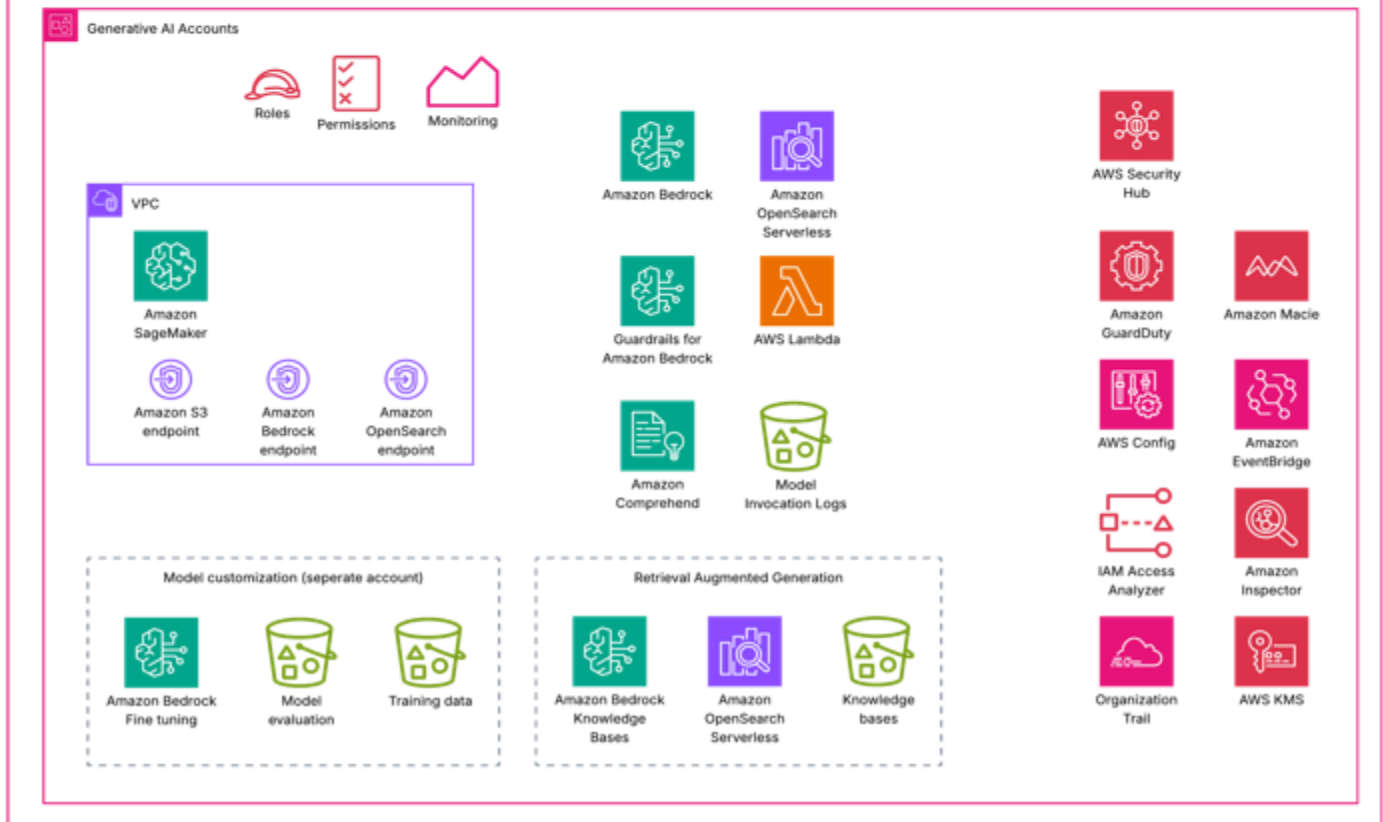 Generative AI Accounts
Roles
Permissions
Monitoring
VPC
Amazon
SageMaker
Amazon S3
endpoint
Amazon
Bedrock
endpoint
Amazon
OpenSearch
endpoint
Amazon Bedrock
Amazon
OpenSearch
Serverless
Guardrails for
Amazon Bedrock
AWS Lambda
Amazon
Comprehend
Model
Invocation Logs
AWS Security
Hub
Amazon
GuardDuty
Amazon Macie
AWS Config
Amazon
EventBridge
IAM Access
Analyzer
Amazon
Inspector
Organization
Trail
AWS KMS
Model customization (seperate account)
Amazon Bedrock
Fine tuning
Model
evaluation
Training data
Retrieval Augmented Generation
Amazon Bedrock
Knowledge
Bases
Amazon
OpenSearch
Serverless
Knowledge
bases